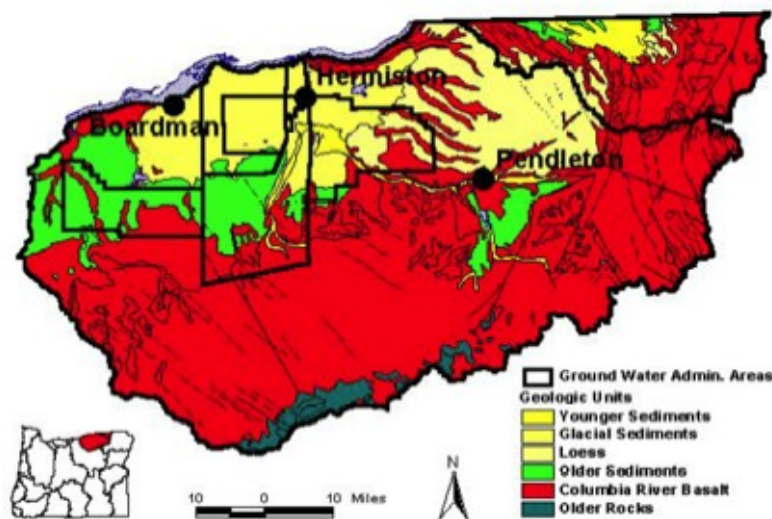 Hermiston
Boardman
Pendleton
Ground Water Admin. Areas
Geologic Units
Younger Sediments
Glacial Sediments
Loess
Older Sediments
Columbia River Basalt
Older Rocks
N
10 0 10 Miles